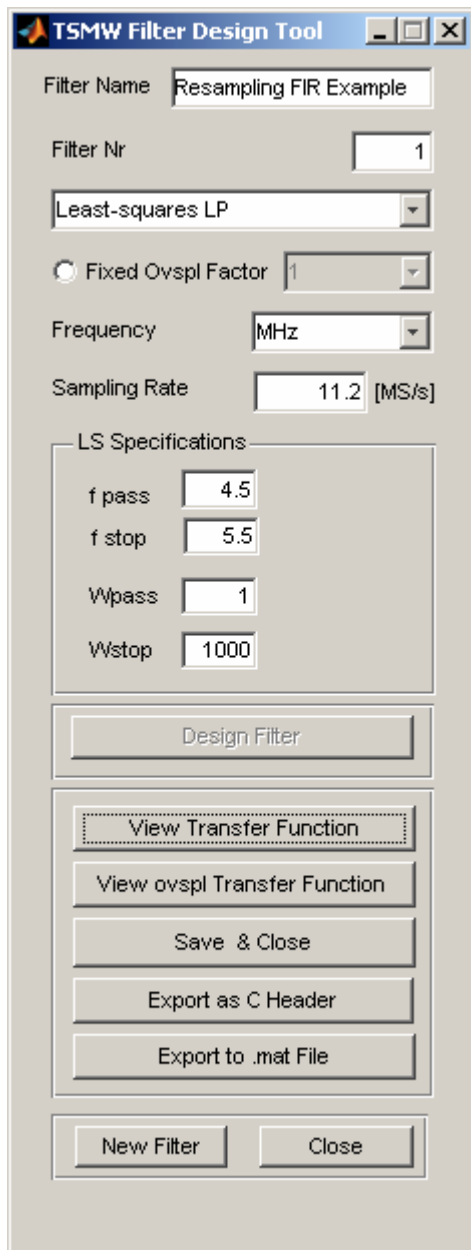 TSMW Filter Design Tool
Filter Name Resampling FIR Example
Filter Nr 1
Least-squares LP
Fixed Ovspl Factor 1
Frequency MHz
Sampling Rate 11.2 [MS/s]
LS Specifications
f pass 4.5
f stop 5.5
Wpass 1
Wstop 1000
Design Filter
View Transfer Function
View ovspl Transfer Function
Save & Close
Export as C Header
Export to .mat File
New Filter Close